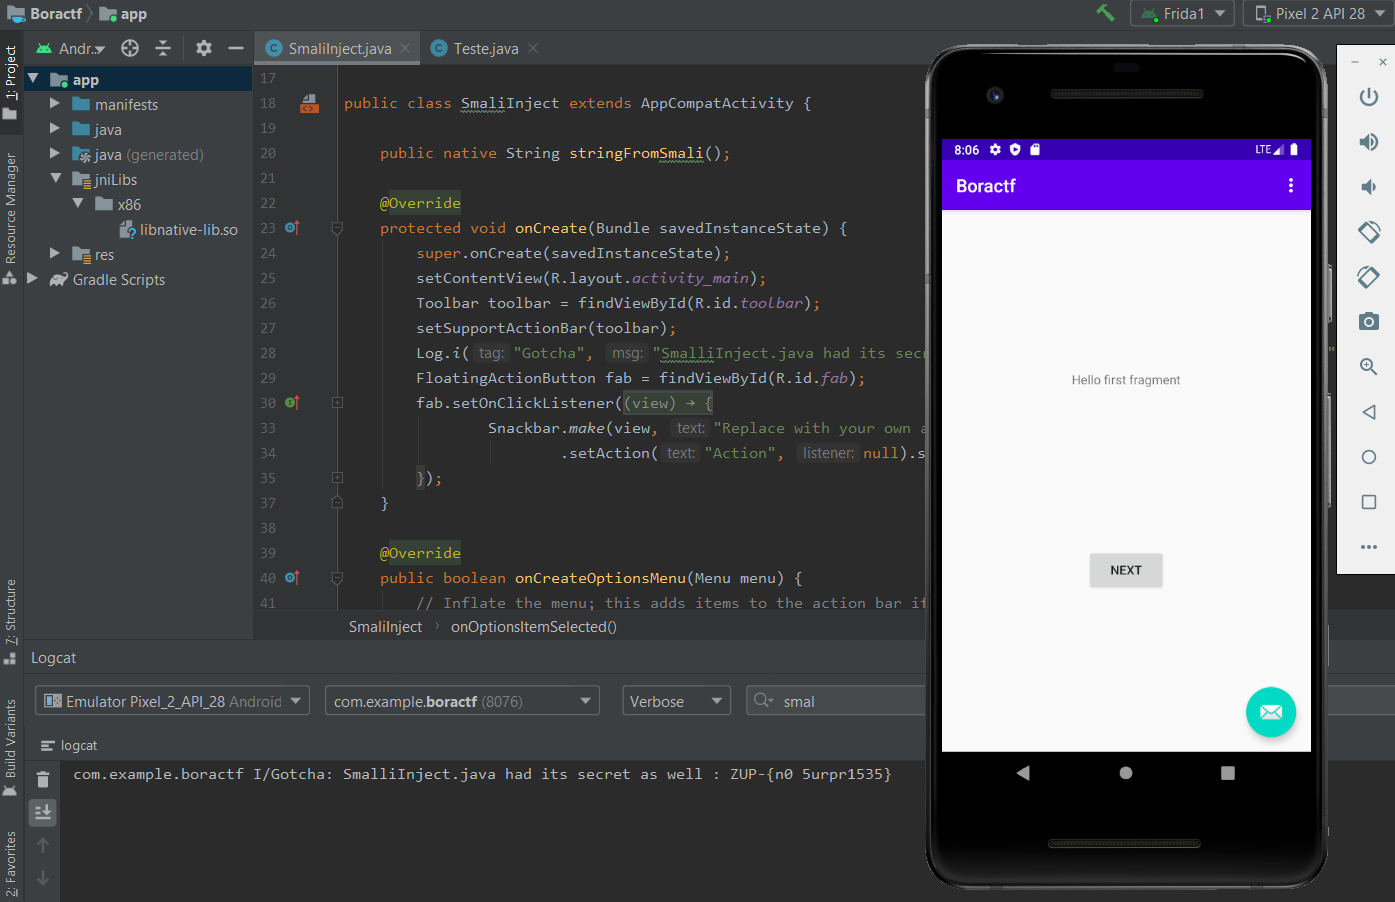 Boractf app
Frida1 Pixel 2 API 28
1: Project
Resource Manager
7: Structure
Build Variants
2: Favorites
Andr..
app
manifests
java
java (generated)
jniLibs
x86
libnative-lib.so
res
Gradle Scripts
SmaliInject.java Teste.java
17
18 public class SmaliInject extends AppCompatActivity {
19
20 public native String stringFromSmali();
21
22 @Override
23 protected void onCreate(Bundle savedInstanceState) {
24 super.onCreate(savedInstanceState);
25 setContentView(R.layout.activity_main);
26 Toolbar toolbar = findViewById(R.id.toolbar);
27 setSupportActionBar(toolbar);
28 Log.i( tag: "Gotcha", msg: "SmalliInject.java had its secr
29 FloatingActionButton fab = findViewById(R.id.fab);
30 fab.setOnClickListener((view) → {
33 Snackbar.make(view, text: "Replace with your own a
34 .setAction( text: "Action", listener: null).s
35 });
37 }
38
39 @Override
40 public boolean onCreateOptionsMenu(Menu menu) {
41 // Inflate the menu; this adds items to the action bar if
SmaliInject › onOptionsItemSelected()
Logcat
Emulator Pixel_2_API_28 Android
com.example.boractf (8076)
Verbose
smal
logcat
com.example.boractf I/Gotcha: SmalliInject.java had its secret as well : ZUP-{n0 5urpr1535}
8:06 LTE
Boractf
Hello first fragment
NEXT